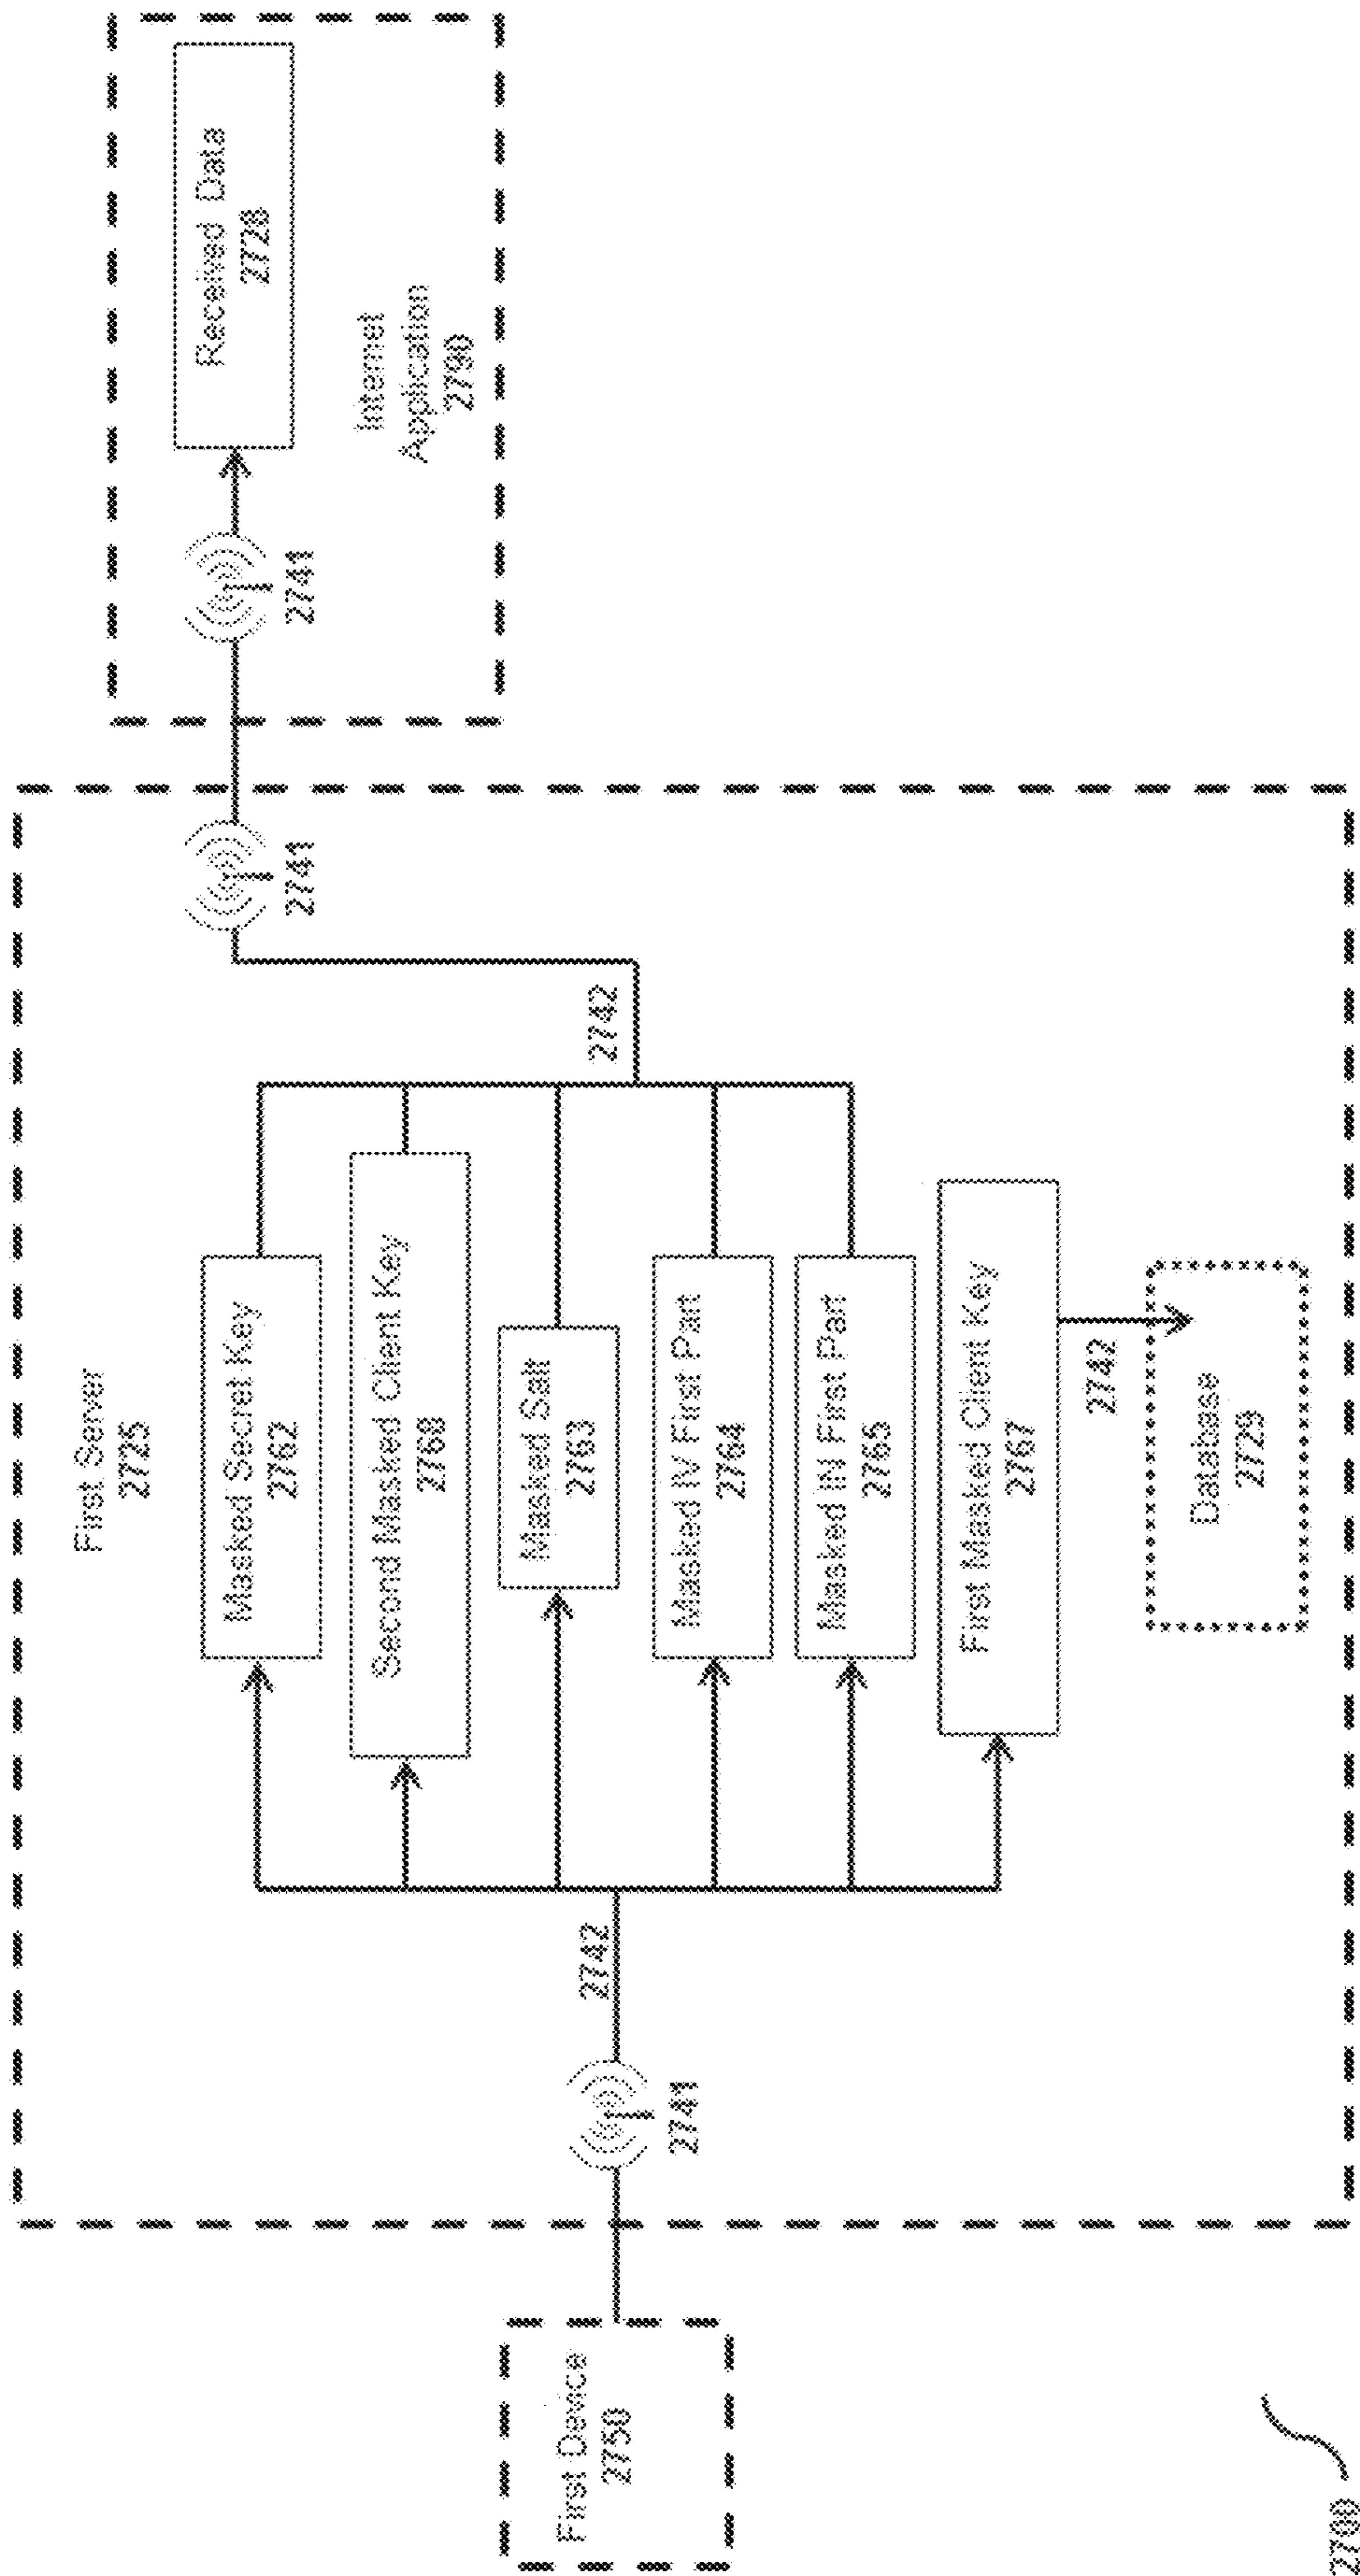 First Device
2750
2741
2742
First Server
2725
Masked Secret Key
2762
Second Masked Client Key
2768
Masked Salt
2763
Masked IV First Part
2764
Masked IN First Part
2765
First Masked Client Key
2767
2742
Database
2729
2742
2741
2741
Received Data
2728
Internet
Application
2790
2700